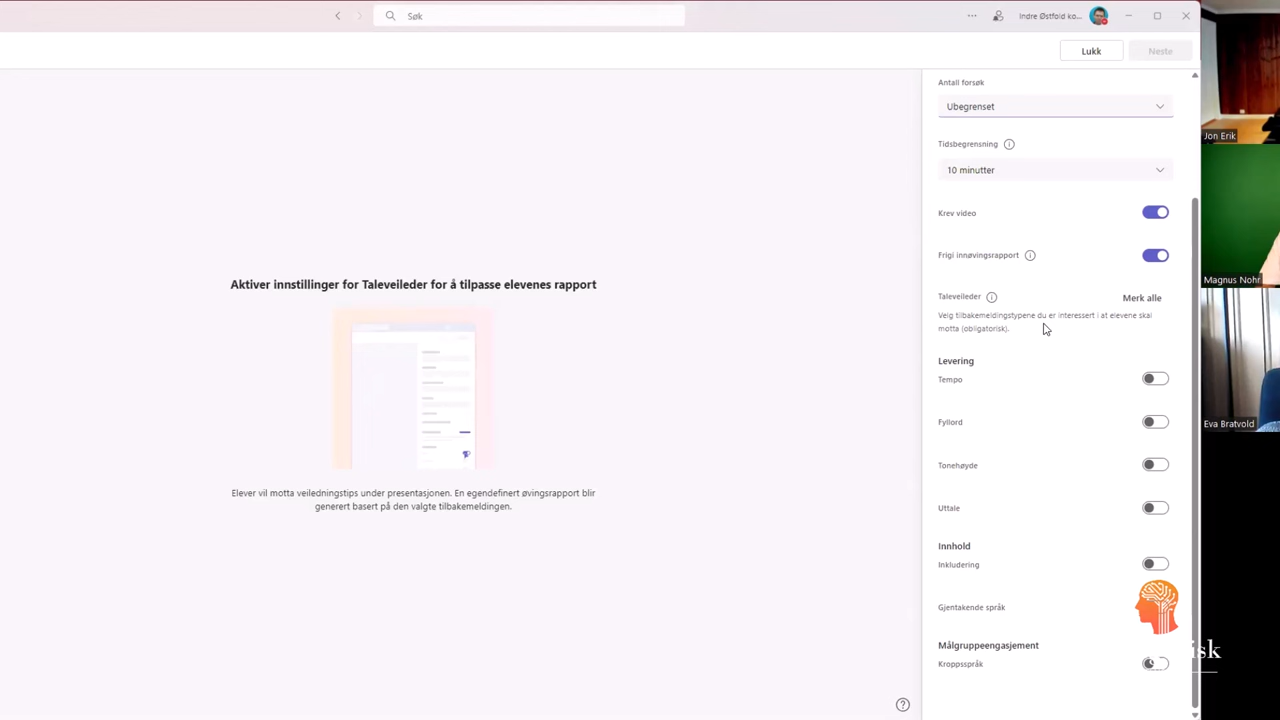 Søk
Indre Østfold ko...
Lukk
Neste
Antall forsøk
Ubegrenset
Jon Erik
Tidsbegrensning
10 minutter
Krev video
Frigi innøvingsrapport
Magnus Nohr
Aktiver innstillinger for Taleveileder for å tilpasse elevenes rapport
Taleveileder
Merk alle
Velg tilbakemeldingstypene du er interessert i at elevene skal
motta (obligatorisk).
Levering
Tempo
Fyllord
Eva Bratvold
Tonehøyde
Elever vil motta veiledningstips under presentasjonen. En egendefinert øvingsrapport blir
generert basert på den valgte tilbakemeldingen.
Uttale
Innhold
Inkludering
Gjentakende språk
Målgruppeengasjement
isk
Kroppsspråk